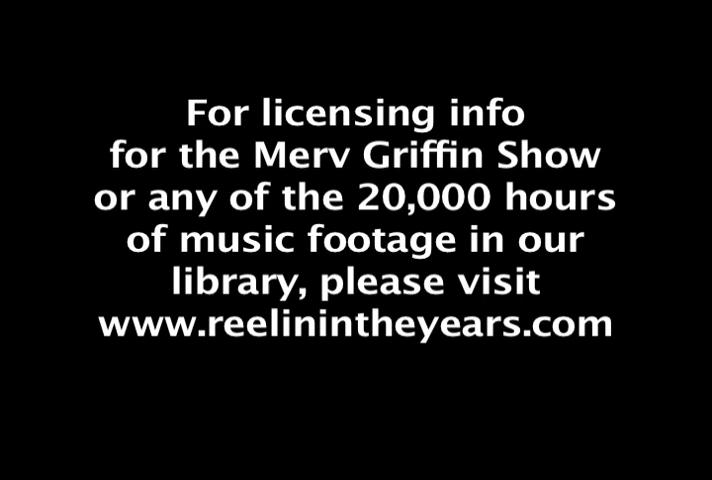 For licensing info
for the Merv Griffin Show
or any of the 20,000 hours
of music footage in our
library, please visit
www.reelinintheyears.com